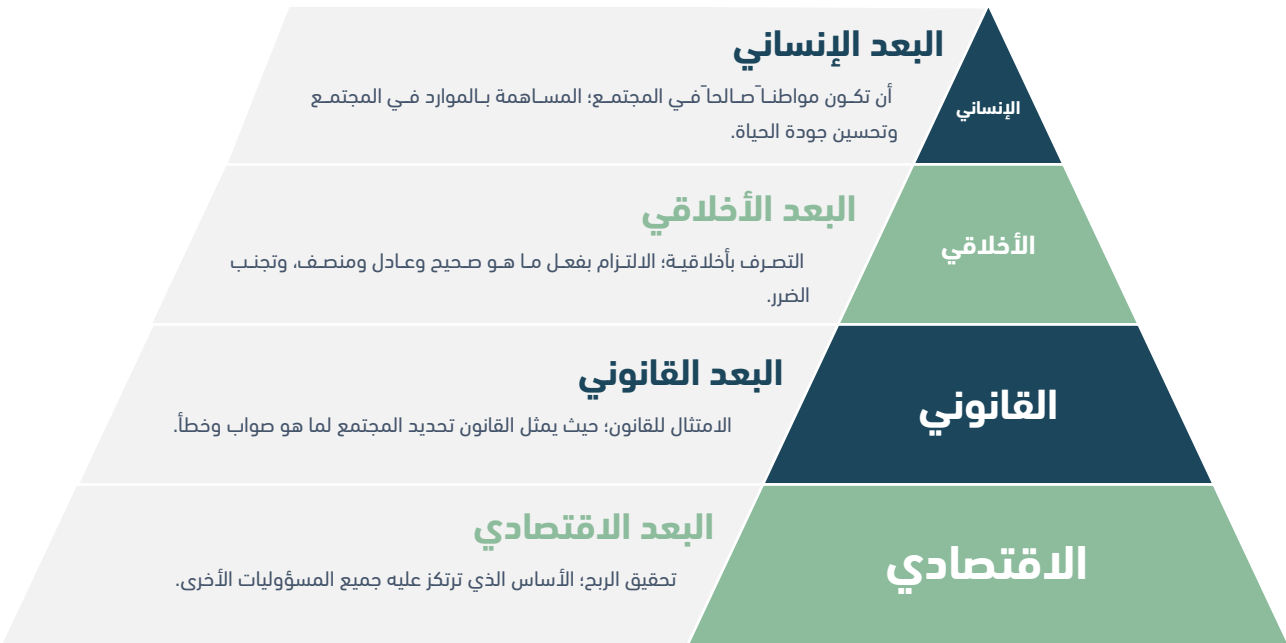 البعد الإنساني
أن تكون مواطناً صالحاً في المجتمع؛ المساهمة بالموارد في المجتمع
وتحسين جودة الحياة.
الإنساني
البعد الأخلاقي
التصرف بأخلاقية؛ الالتزام بفعل ما هو صحيح وعادل ومنصف، وتجنب
الضرر.
الأخلاقي
البعد القانوني
الامتثال للقانون؛ حيث يمثل القانون تحديد المجتمع لما هو صواب وخطأ.
القانوني
البعد الاقتصادي
تحقيق الربح؛ الأساس الذي ترتكز عليه جميع المسؤوليات الأخرى.
الاقتصادي